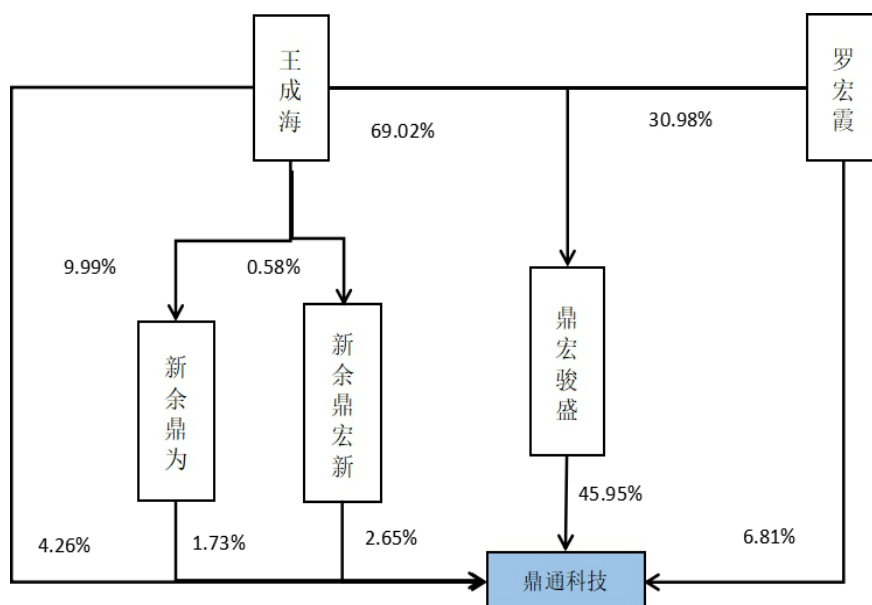 王成海
罗宏霞
69.02%
30.98%
9.99%
0.58%
新余鼎为
新余鼎宏新
鼎宏骏盛
45.95%
4.26%
1.73%
2.65%
6.81%
鼎通科技